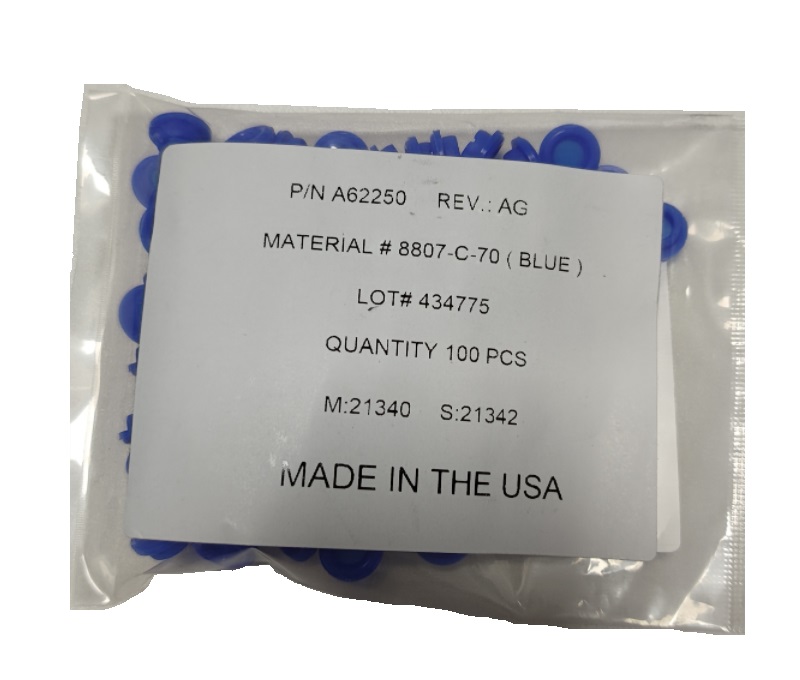 P/N A62250 REV.: AG
MATERIAL # 8807-C-70 ( BLUE )
LOT# 434775
QUANTITY 100 PCS
M:21340 S:21342
MADE IN THE USA